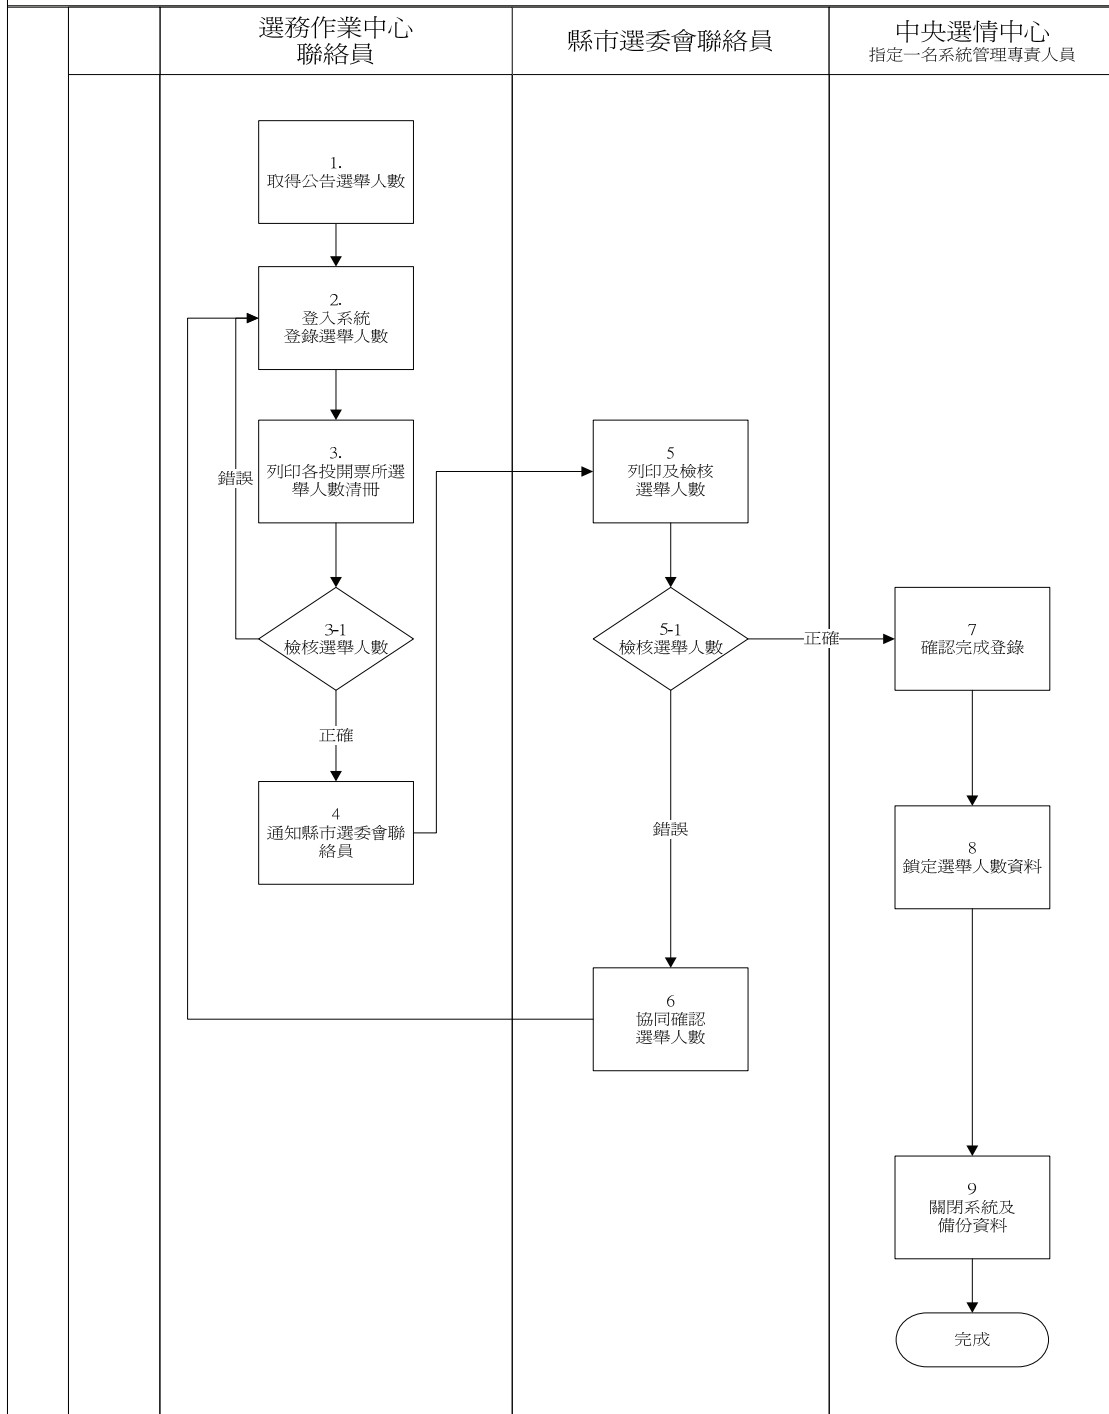 選務作業中心
聯絡員
縣市選委會聯絡員
中央選情中心
指定一名系統管理專責人員
1.
取得公告選舉人數
2.
登入系統
登錄選舉人數
3.
列印各投開票所選
舉人數清冊
錯誤
3-1
檢核選舉人數
正確
4
通知縣市選委會聯
絡員
5
列印及檢核
選舉人數
5-1
檢核選舉人數
正確
錯誤
6
協同確認
選舉人數
7
確認完成登錄
8
鎖定選舉人數資料
9
關閉系統及
備份資料
完成